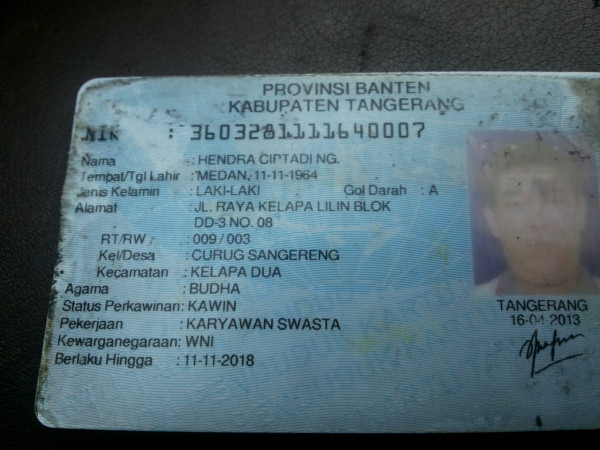 PROVINSI BANTEN
KABUPATEN TANGERANG
NIK : 3603281111640007
Nama : HENDRA CIPTADI NG.
Tempat/Tgl Lahir : MEDAN, 11-11-1964
Jenis Kelamin : LAKI-LAKI Gol Darah : A
Alamat : JL. RAYA KELAPA LILIN BLOK
DD-3 NO. 08
RT/RW : 009 / 003
Kel/Desa : CURUG SANGERENG
Kecamatan : KELAPA DUA
Agama : BUDHA
Status Perkawinan: KAWIN
Pekerjaan : KARYAWAN SWASTA
Kewarganegaraan: WNI
Berlaku Hingga : 11-11-2018
TANGERANG
16-04-2013